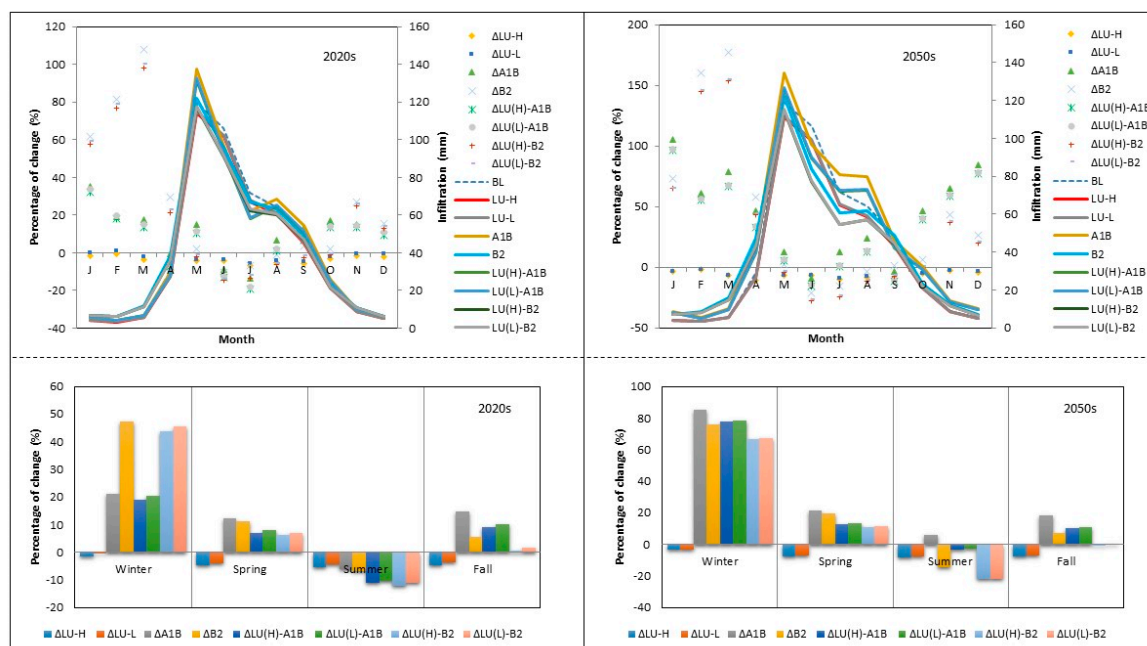 2020s
Percentage of change (%)
120
100
80
60
40
20
0
-20
-40
J F M A M J J A S O N D
Month
160
140
120
100
80
60
40
20
0
Infiltration (mm)
ΔLU-H
ΔLU-L
ΔA1B
ΔB2
ΔLU(H)-A1B
ΔLU(L)-A1B
ΔLU(H)-B2
ΔLU(L)-B2
BL
LU-H
LU-L
A1B
B2
LU(H)-A1B
LU(L)-A1B
LU(H)-B2
LU(L)-B2
2050s
Percentage of change (%)
200
150
100
50
0
-50
J F M A M J J A S O N D
Month
160
140
120
100
80
60
40
20
0
Infiltration (mm)
ΔLU-H
ΔLU-L
ΔA1B
ΔB2
ΔLU(H)-A1B
ΔLU(L)-A1B
ΔLU(H)-B2
ΔLU(L)-B2
BL
LU-H
LU-L
A1B
B2
LU(H)-A1B
LU(L)-A1B
LU(H)-B2
LU(L)-B2
2020s
Percentage of change (%)
60
50
40
30
20
10
0
-10
-20
Winter Spring Summer Fall
ΔLU-H ΔLU-L ΔA1B ΔB2 ΔLU(H)-A1B ΔLU(L)-A1B ΔLU(H)-B2 ΔLU(L)-B2
2050s
Percentage of change (%)
100
80
60
40
20
0
-20
-40
Winter Spring Summer Fall
ΔLU-H ΔLU-L ΔA1B ΔB2 ΔLU(H)-A1B ΔLU(L)-A1B ΔLU(H)-B2 ΔLU(L)-B2